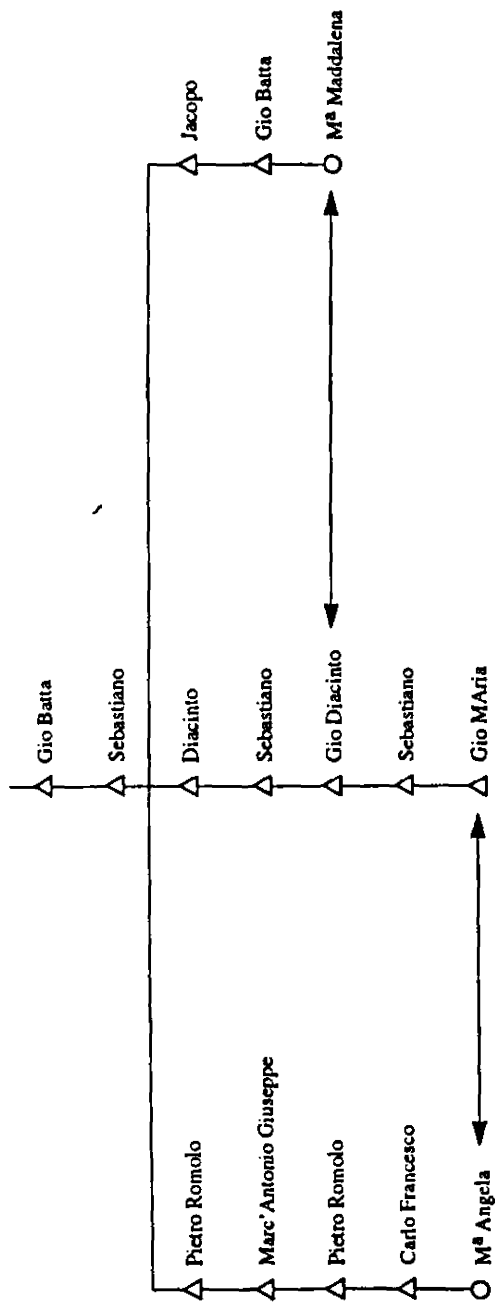 Gio Batta
Sebastiano
Pietro Romolo
Diacinto
Jacopo
Marc' Antonio Giuseppe
Sebastiano
Gio Batta
Pietro Romolo
Gio Diacinto
Mª Maddalena
Carlo Francesco
Sebastiano
Mª Angela
Gio MAria